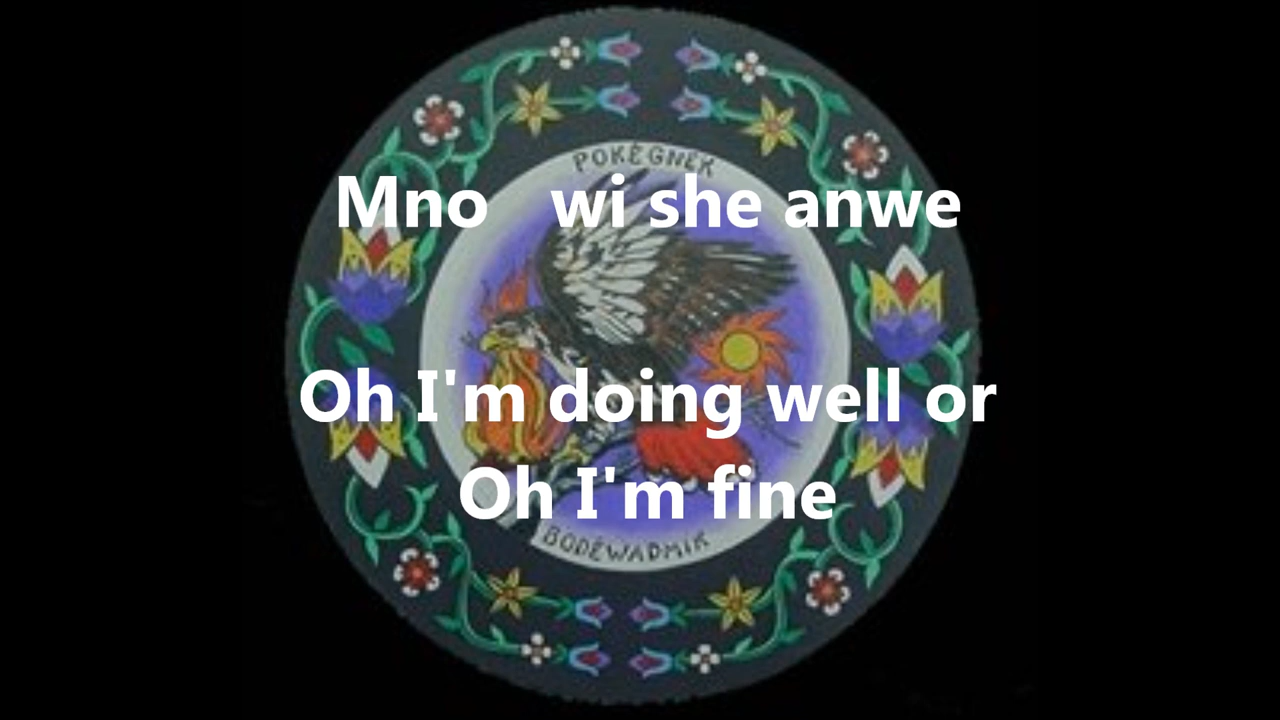 POKÉGNEK
Mno wi she anwe
Oh I'm doing well or
Oh I'm fine
BODÉWADMIK